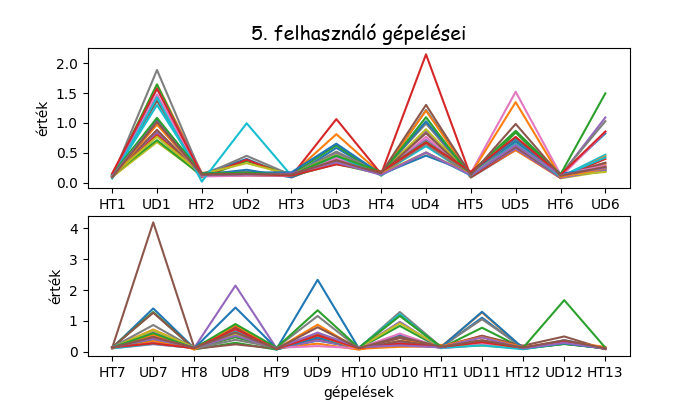 5. felhasználó gépelései
2.0
1.5
1.0
0.5
0.0
érték
HT1 UD1 HT2 UD2 HT3 UD3 HT4 UD4 HT5 UD5 HT6 UD6
4
3
2
1
0
érték
HT7 UD7 HT8 UD8 HT9 UD9 HT10 UD10 HT11 UD11 HT12 UD12 HT13
gépelések